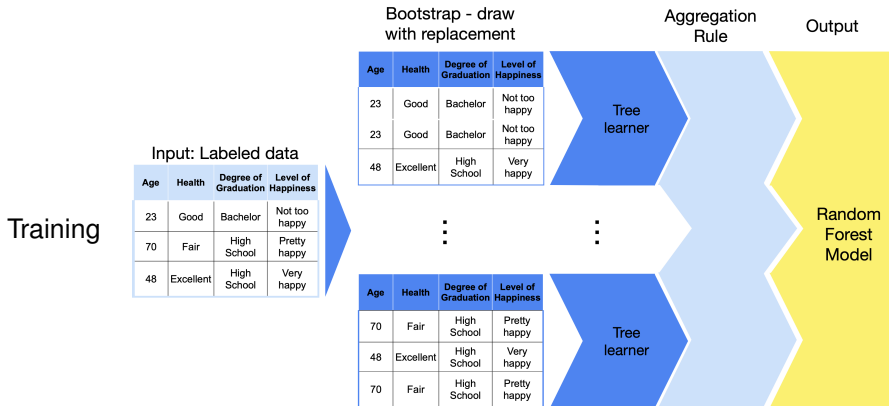 Bootstrap - draw
with replacement
Aggregation
Rule
Output
Age Health Degree of Graduation Level of Happiness
23 Good Bachelor Not too happy
23 Good Bachelor Not too happy
48 Excellent High School Very happy
Tree
learner
Input: Labeled data
Age Health Degree of Graduation Level of Happiness
23 Good Bachelor Not too happy
70 Fair High School Pretty happy
48 Excellent High School Very happy
Training
Random
Forest
Model
Age Health Degree of Graduation Level of Happiness
70 Fair High School Pretty happy
48 Excellent High School Very happy
70 Fair High School Pretty happy
Tree
learner